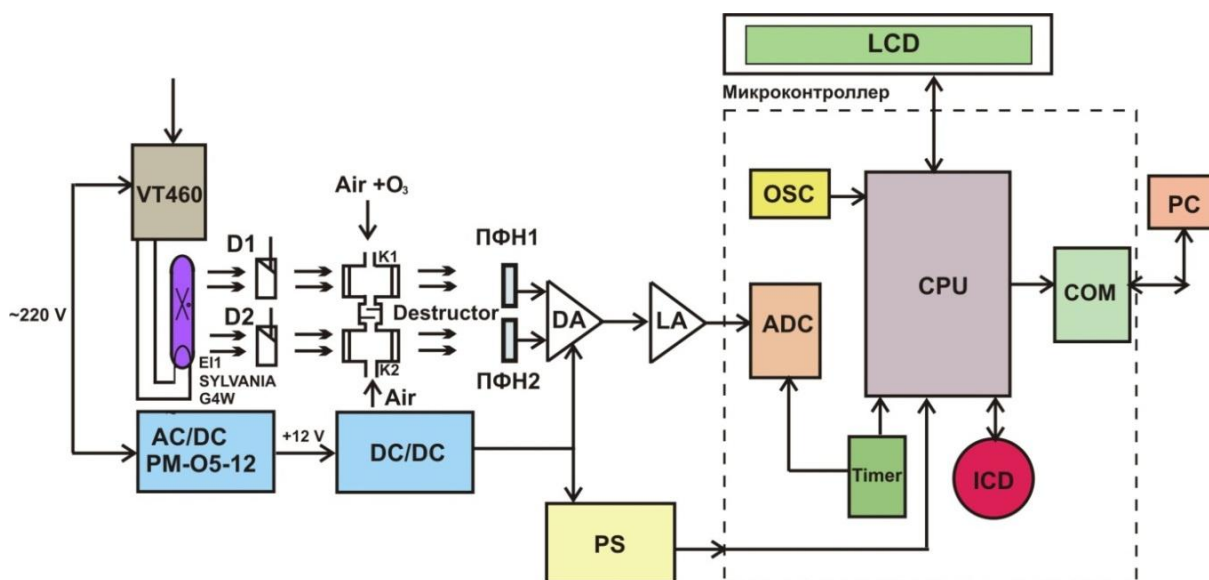 LCD
Микроконтроллер
VT460
Air +O₃
OSC
PC
D1
K1
ПФН1
CPU
~220 V
Destructor
DA
LA
ADC
COM
D2
El1
SYLVANIA
G4W
K2
Air
ПФН2
AC/DC
PM-O5-12
+12 V
DC/DC
Timer
ICD
PS